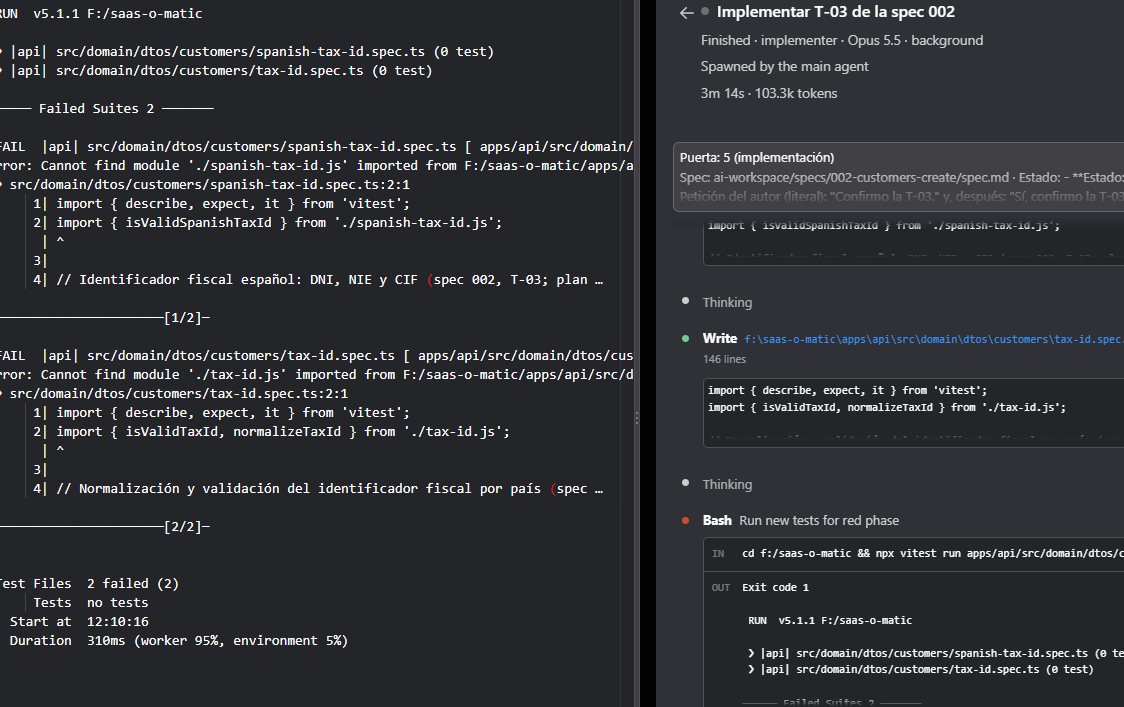 RUN v5.1.1 F:/saas-o-matic
|api| src/domain/dtos/customers/spanish-tax-id.spec.ts (0 test)
|api| src/domain/dtos/customers/tax-id.spec.ts (0 test)
Failed Suites 2
FAIL |api| src/domain/dtos/customers/spanish-tax-id.spec.ts [ apps/api/src/domain/
rror: Cannot find module './spanish-tax-id.js' imported from F:/saas-o-matic/apps/a
src/domain/dtos/customers/spanish-tax-id.spec.ts:2:1
1| import { describe, expect, it } from 'vitest';
2| import { isValidSpanishTaxId } from './spanish-tax-id.js';
| ^
3|
4| // Identificador fiscal español: DNI, NIE y CIF (spec 002, T-03; plan …
[1/2]
FAIL |api| src/domain/dtos/customers/tax-id.spec.ts [ apps/api/src/domain/dtos/cus
rror: Cannot find module './tax-id.js' imported from F:/saas-o-matic/apps/api/src/d
src/domain/dtos/customers/tax-id.spec.ts:2:1
1| import { describe, expect, it } from 'vitest';
2| import { isValidTaxId, normalizeTaxId } from './tax-id.js';
| ^
3|
4| // Normalización y validación del identificador fiscal por país (spec …
[2/2]
Test Files 2 failed (2)
Tests no tests
Start at 12:10:16
Duration 310ms (worker 95%, environment 5%)
← Implementar T-03 de la spec 002
Finished · implementer · Opus 5.5 · background
Spawned by the main agent
3m 14s · 103.3k tokens
Puerta: 5 (implementación)
Spec: ai-workspace/specs/002-customers-create/spec.md · Estado: - **Estado:
Petición del autor (literal): "Confirmo la T-03." y, después: "Sí, confirmo la T-03
import { isValidSpanishTaxId } from './spanish-tax-id.js';
Thinking
Write f:\saas-o-matic\apps\api\src\domain\dtos\customers\tax-id.spec.
146 lines
import { describe, expect, it } from 'vitest';
import { isValidTaxId, normalizeTaxId } from './tax-id.js';
Thinking
Bash Run new tests for red phase
IN cd f:/saas-o-matic && npx vitest run apps/api/src/domain/dtos/c
OUT Exit code 1
RUN v5.1.1 F:/saas-o-matic
❯ |api| src/domain/dtos/customers/spanish-tax-id.spec.ts (0 te
❯ |api| src/domain/dtos/customers/tax-id.spec.ts (0 test)
Failed Suites 2